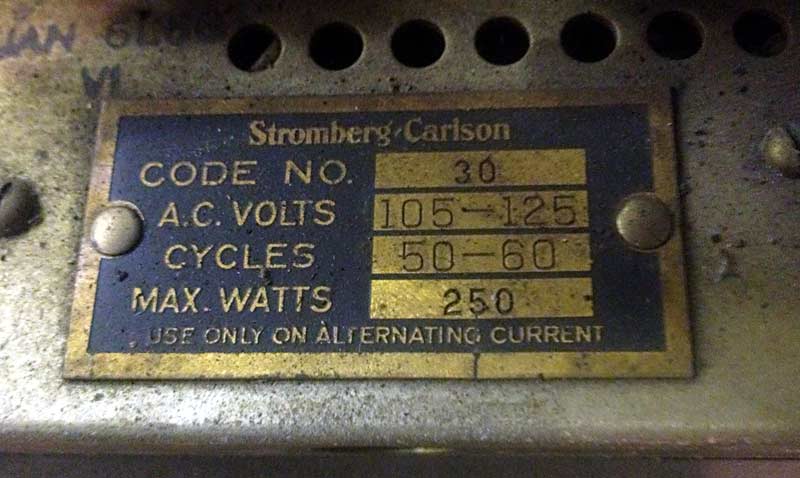 Stromberg-Carlson
CODE NO. 30
A.C. VOLTS 105-125
CYCLES 50-60
MAX. WATTS 250
USE ONLY ON ALTERNATING CURRENT